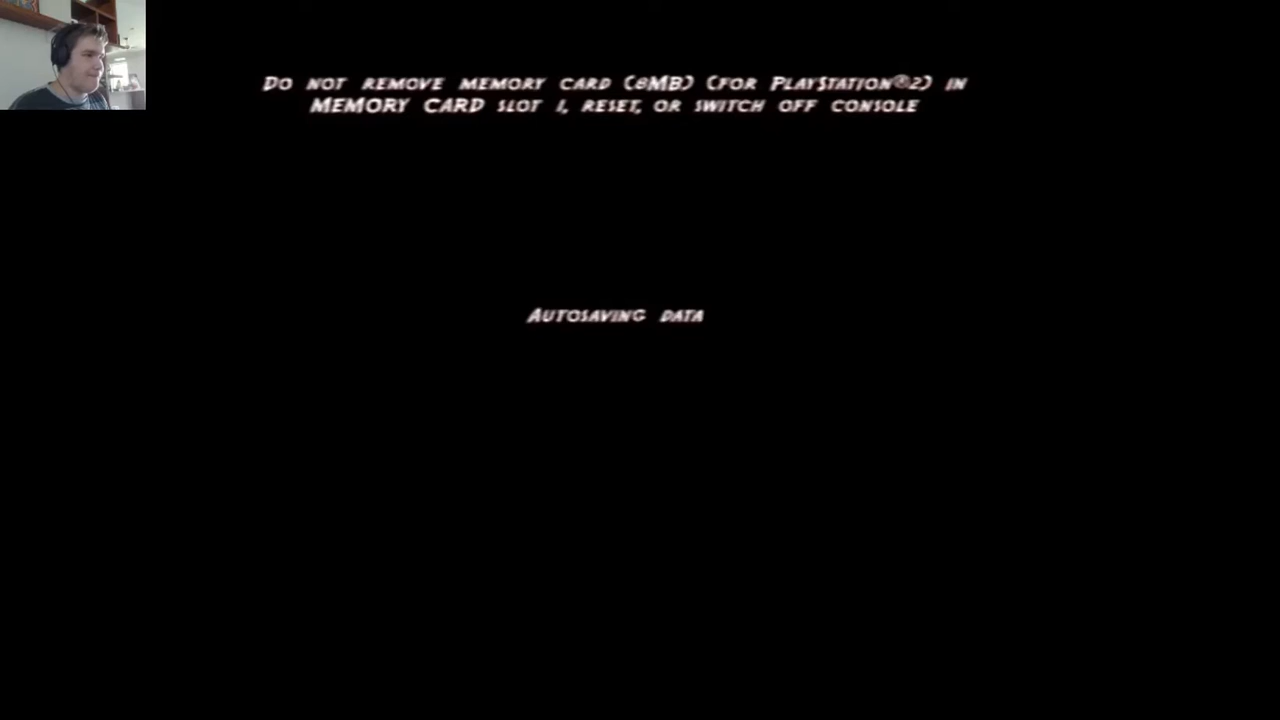 Do not remove memory card (8MB) (for PlayStation®2) in
MEMORY CARD slot 1, reset, or switch off console
Autosaving data